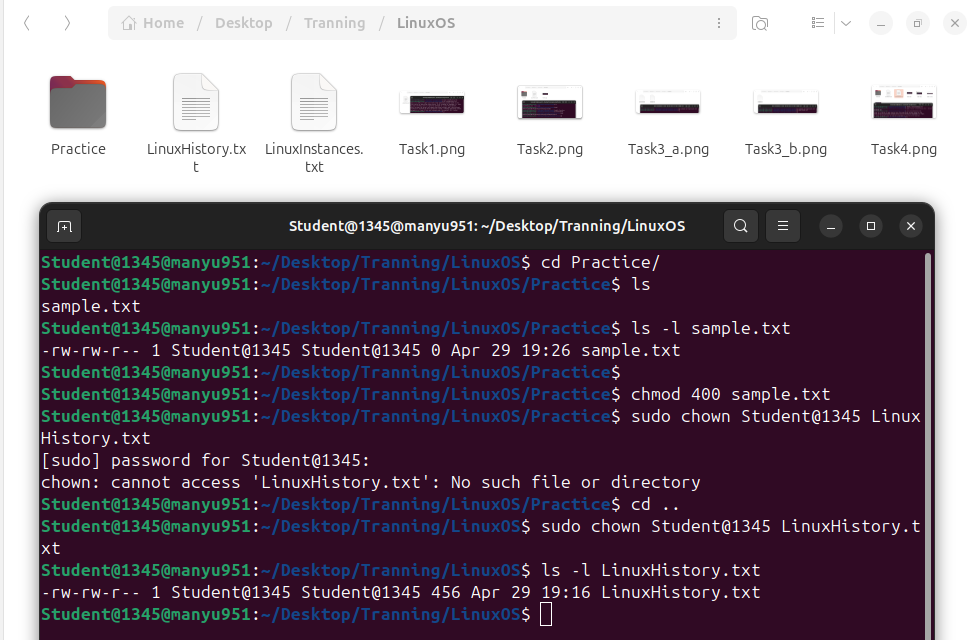 Home / Desktop / Tranning / LinuxOS
Practice
LinuxHistory.tx
t
LinuxInstances.
txt
Task1.png
Task2.png
Task3_a.png
Task3_b.png
Task4.png
Student@1345@manyu951: ~/Desktop/Tranning/LinuxOS
Student@1345@manyu951:~/Desktop/Tranning/LinuxOS$ cd Practice/
Student@1345@manyu951:~/Desktop/Tranning/LinuxOS/Practice$ ls
sample.txt
Student@1345@manyu951:~/Desktop/Tranning/LinuxOS/Practice$ ls -l sample.txt
-rw-rw-r-- 1 Student@1345 Student@1345 0 Apr 29 19:26 sample.txt
Student@1345@manyu951:~/Desktop/Tranning/LinuxOS/Practice$
Student@1345@manyu951:~/Desktop/Tranning/LinuxOS/Practice$ chmod 400 sample.txt
Student@1345@manyu951:~/Desktop/Tranning/LinuxOS/Practice$ sudo chown Student@1345 Linux
History.txt
[sudo] password for Student@1345:
chown: cannot access 'LinuxHistory.txt': No such file or directory
Student@1345@manyu951:~/Desktop/Tranning/LinuxOS/Practice$ cd ..
Student@1345@manyu951:~/Desktop/Tranning/LinuxOS$ sudo chown Student@1345 LinuxHistory.t
xt
Student@1345@manyu951:~/Desktop/Tranning/LinuxOS$ ls -l LinuxHistory.txt
-rw-rw-r-- 1 Student@1345 Student@1345 456 Apr 29 19:16 LinuxHistory.txt
Student@1345@manyu951:~/Desktop/Tranning/LinuxOS$